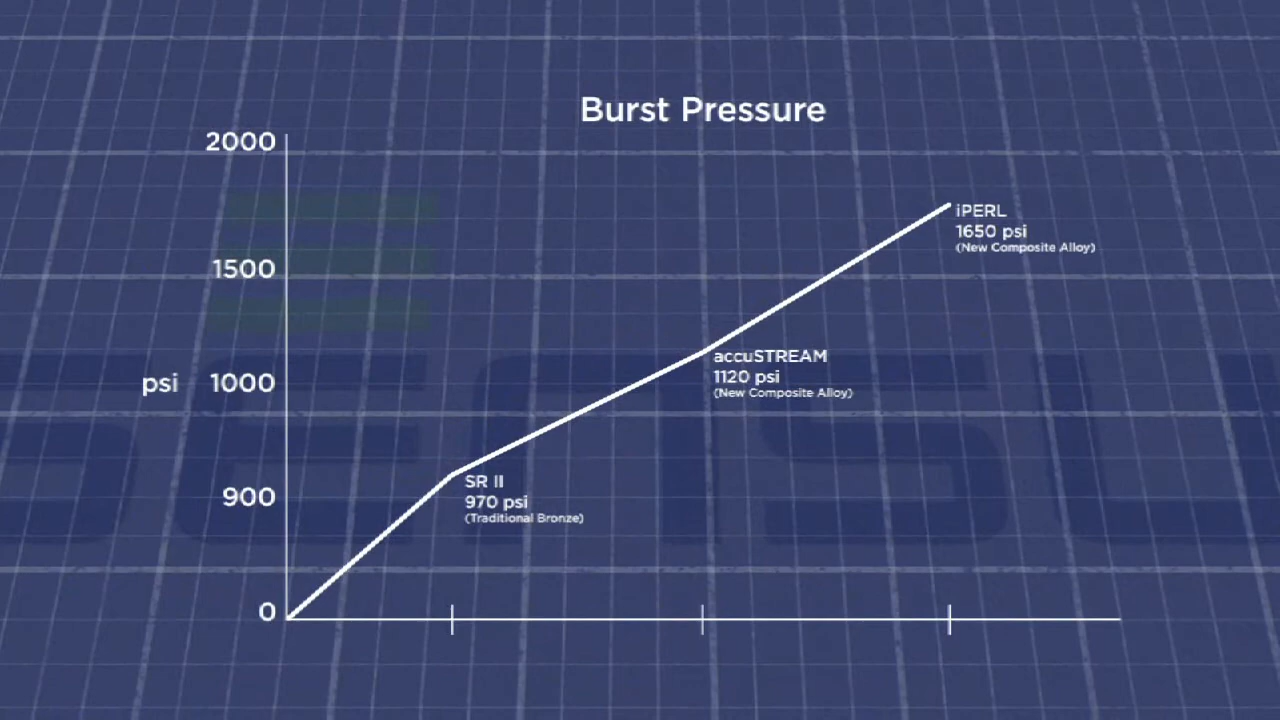 Burst Pressure
2000
1500
psi 1000
900
0
iPERL
1650 psi
(New Composite Alloy)
accuSTREAM
1120 psi
(New Composite Alloy)
SR II
970 psi
(Traditional Bronze)